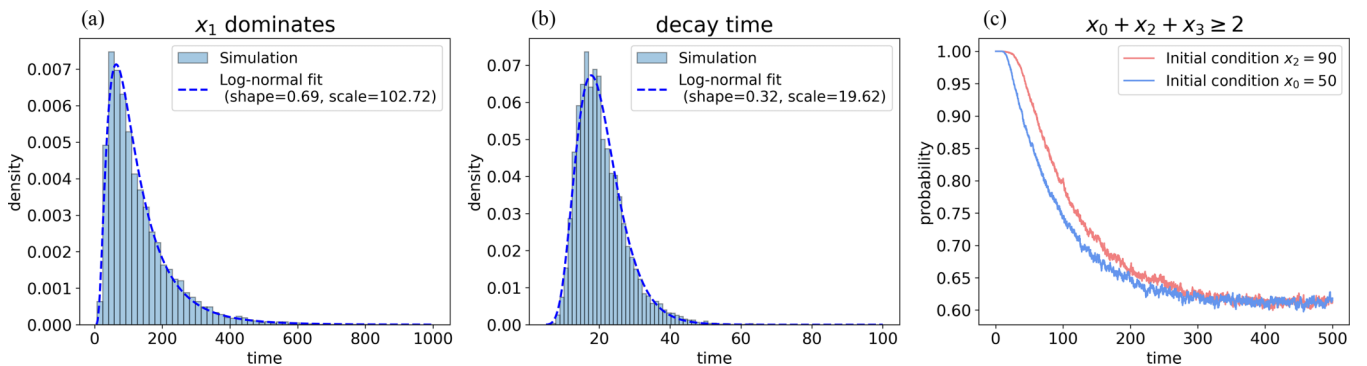 (a)
x₁ dominates
Simulation
Log-normal fit
(shape=0.69, scale=102.72)
density
0.007
0.006
0.005
0.004
0.003
0.002
0.001
0.000
0 200 400 600 800 1000
time
(b)
decay time
Simulation
Log-normal fit
(shape=0.32, scale=19.62)
density
0.07
0.06
0.05
0.04
0.03
0.02
0.01
0.00
20 40 60 80 100
time
(c)
x₀ + x₂ + x₃ ≥ 2
Initial condition x₂ = 90
Initial condition x₀ = 50
probability
1.00
0.95
0.90
0.85
0.80
0.75
0.70
0.65
0.60
0 100 200 300 400 500
time